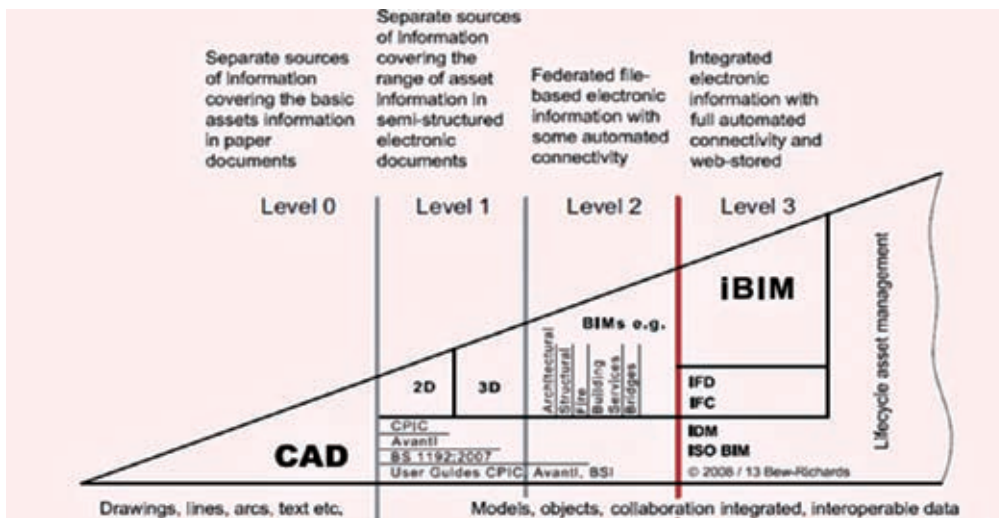 Separate sources
of Information
covering the basic
assets information
in paper
documents
Separate sources
of Information
covering the
range of asset
Information in
semi-structured
electronic
documents
Federated file-
based electronic
information with
some automated
connectivity
Integrated
electronic
information with
full automated
connectivity and
web-stored
Level 0
Level 1
Level 2
Level 3
iBIM
BIMs e.g.
Architectural
Structural
Fire
Building
Services
Bridges
2D
3D
IFD
IFC
CAD
CPIC
Avanti
BS 1192:2007
User Guides CPIC, Avanti, BSI
IDM
ISO BIM
© 2008 / 13 Bew-Richards
Lifecycle asset management
Drawings, lines, arcs, text etc,
Models, objects, collaboration integrated, interoperable data